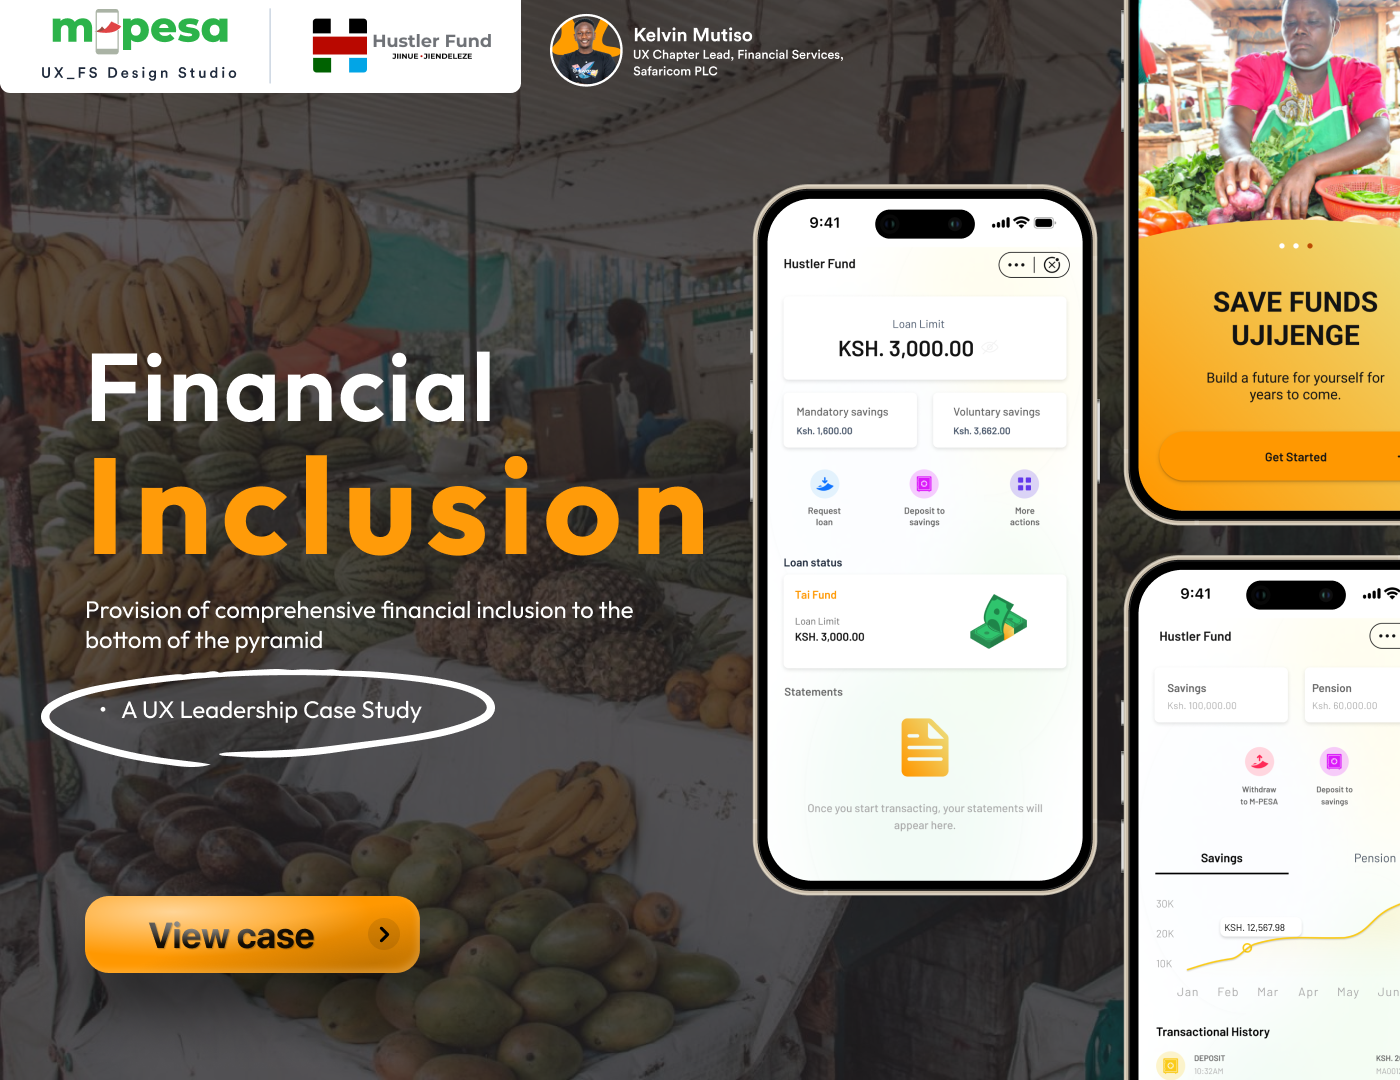 m-pesa
UX_FS Design Studio
Hustler Fund
JIINUE • JIENDELEZE
Kelvin Mutiso
UX Chapter Lead, Financial Services,
Safaricom PLC
Financial
Inclusion
Provision of comprehensive financial inclusion to the
bottom of the pyramid
• A UX Leadership Case Study
View case
9:41
Hustler Fund
Loan Limit
KSH. 3,000.00
Mandatory savings
Ksh. 1,600.00
Voluntary savings
Ksh. 3,662.00
Request
loan
Deposit to
savings
More
actions
Loan status
Tai Fund
Loan Limit
KSH. 3,000.00
Statements
Once you start transacting, your statements will
appear here.
SAVE FUNDS
UJIJENGE
Build a future for yourself for
years to come.
Get Started
9:41
Hustler Fund
Savings
Ksh. 100,000.00
Pension
Ksh. 60,000.00
Withdraw
to M-PESA
Deposit to
savings
Savings
Pension
30K
20K
10K
KSH. 12,567.98
Jan Feb Mar Apr May Jun
Transactional History
DEPOSIT
10:32AM
KSH. 2